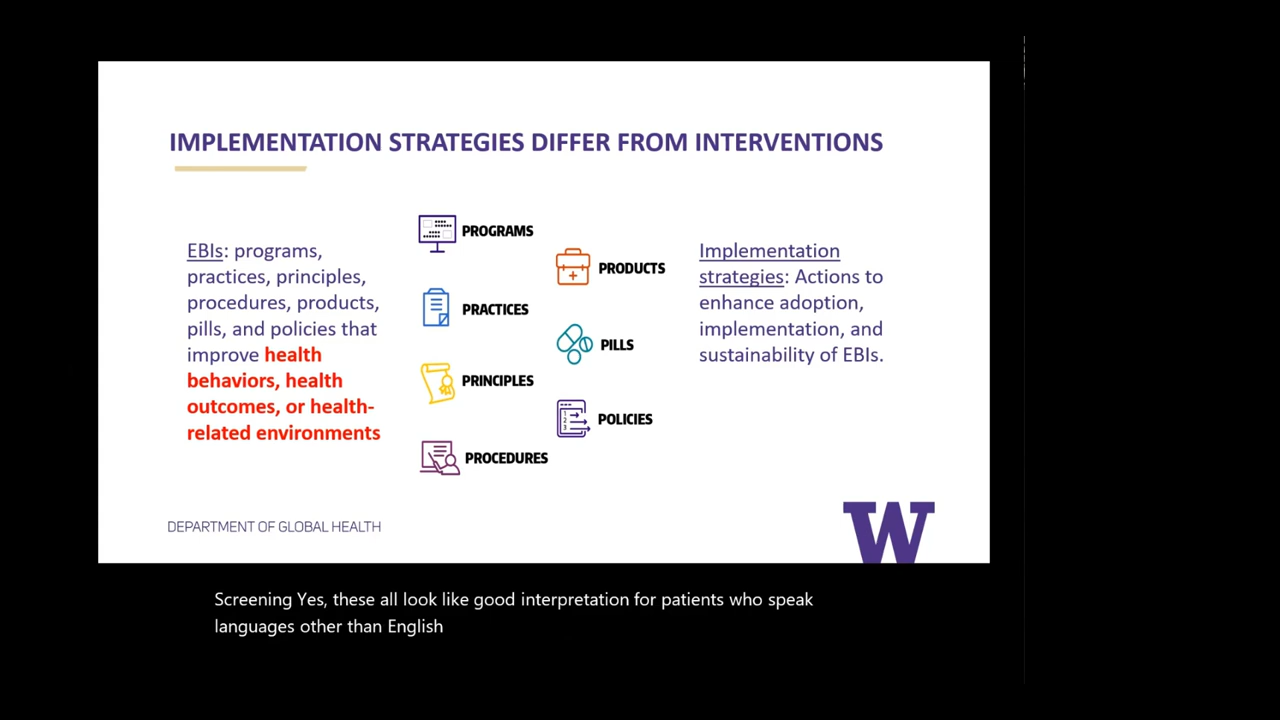 IMPLEMENTATION STRATEGIES DIFFER FROM INTERVENTIONS
EBIs: programs,
practices, principles,
procedures, products,
pills, and policies that
improve health
behaviors, health
outcomes, or health-
related environments
PROGRAMS
PRODUCTS
PRACTICES
PILLS
PRINCIPLES
POLICIES
PROCEDURES
Implementation
strategies: Actions to
enhance adoption,
implementation, and
sustainability of EBIs.
DEPARTMENT OF GLOBAL HEALTH
W
Screening Yes, these all look like good interpretation for patients who speak
languages other than English